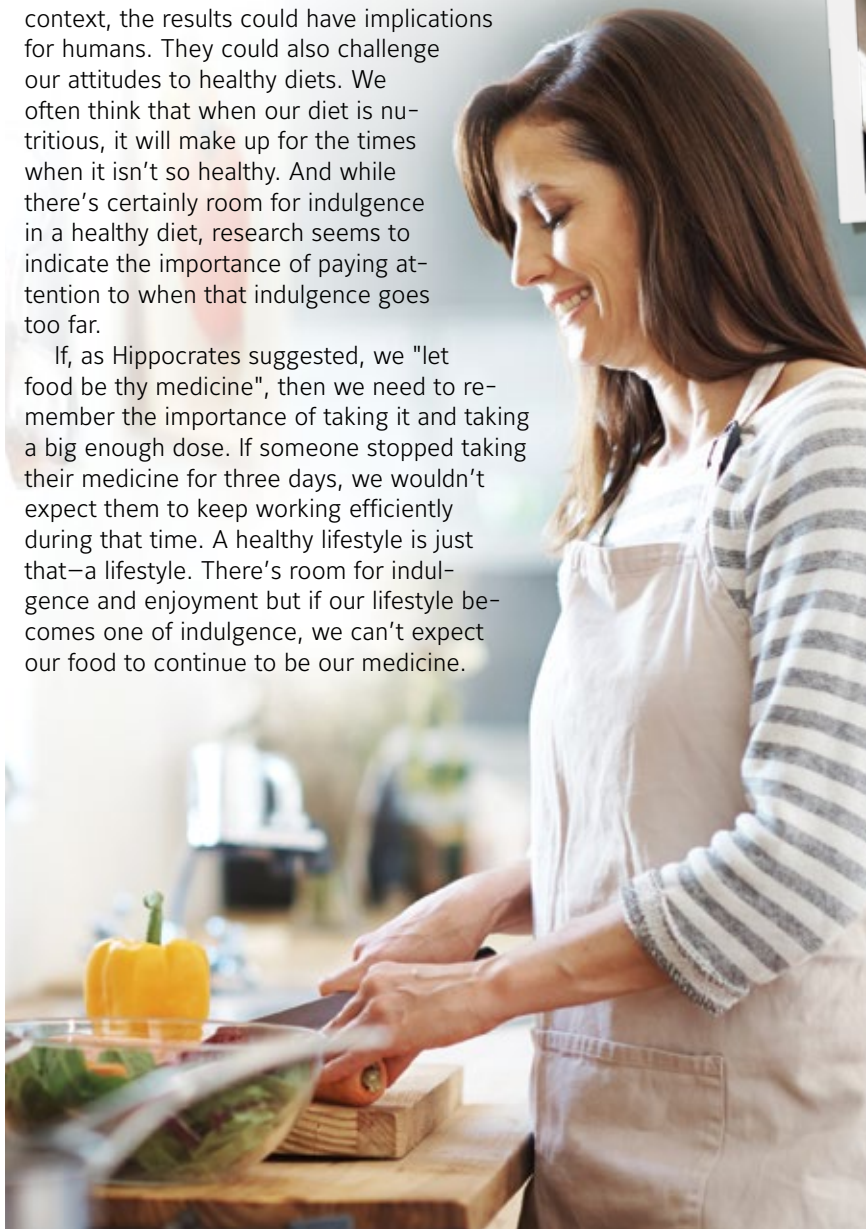 context, the results could have implications
for humans. They could also challenge
our attitudes to healthy diets. We
often think that when our diet is nu-
tritious, it will make up for the times
when it isn't so healthy. And while
there's certainly room for indulgence
in a healthy diet, research seems to
indicate the importance of paying at-
tention to when that indulgence goes
too far.
If, as Hippocrates suggested, we "let
food be thy medicine", then we need to re-
member the importance of taking it and taking
a big enough dose. If someone stopped taking
their medicine for three days, we wouldn't
expect them to keep working efficiently
during that time. A healthy lifestyle is just
that—a lifestyle. There's room for indul-
gence and enjoyment but if our lifestyle be-
comes one of indulgence, we can't expect
our food to continue to be our medicine.